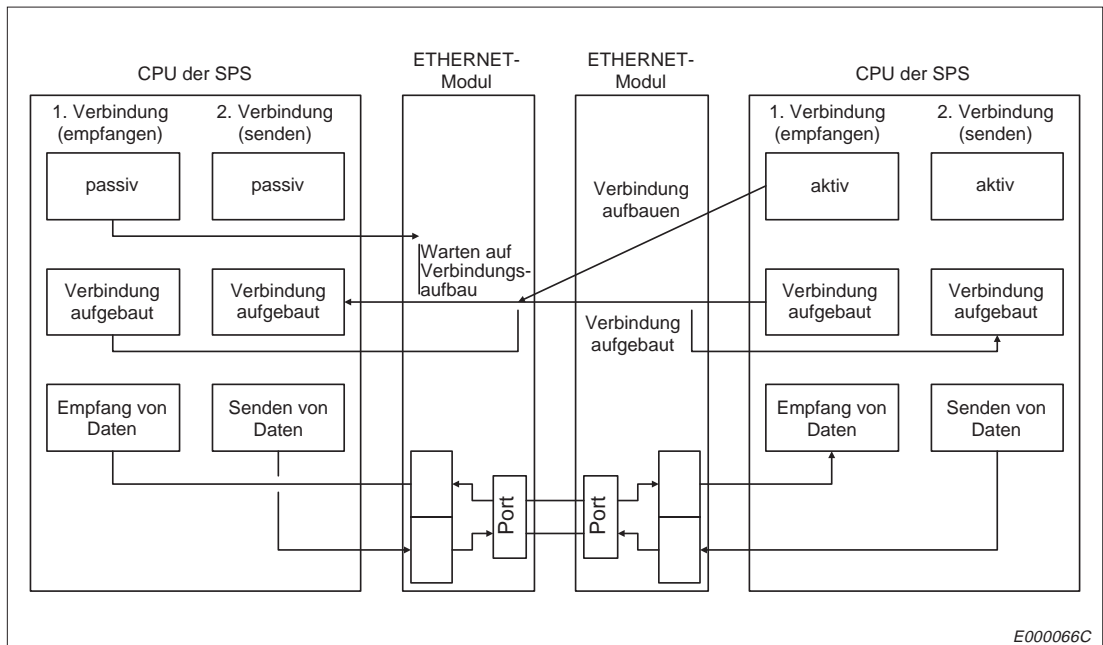 CPU der SPS
ETHERNET-
Modul
ETHERNET-
Modul
CPU der SPS
1. Verbindung
(empfangen)
2. Verbindung
(senden)
1. Verbindung
(empfangen)
2. Verbindung
(senden)
passiv
passiv
Verbindung
aufbauen
aktiv
aktiv
Warten auf
Verbindungs-
aufbau
Verbindung
aufgebaut
Verbindung
aufgebaut
Verbindung
aufgebaut
Verbindung
aufgebaut
Verbindung
aufgebaut
Empfang von
Daten
Senden von
Daten
Empfang von
Daten
Senden von
Daten
Port
Port
E000066C